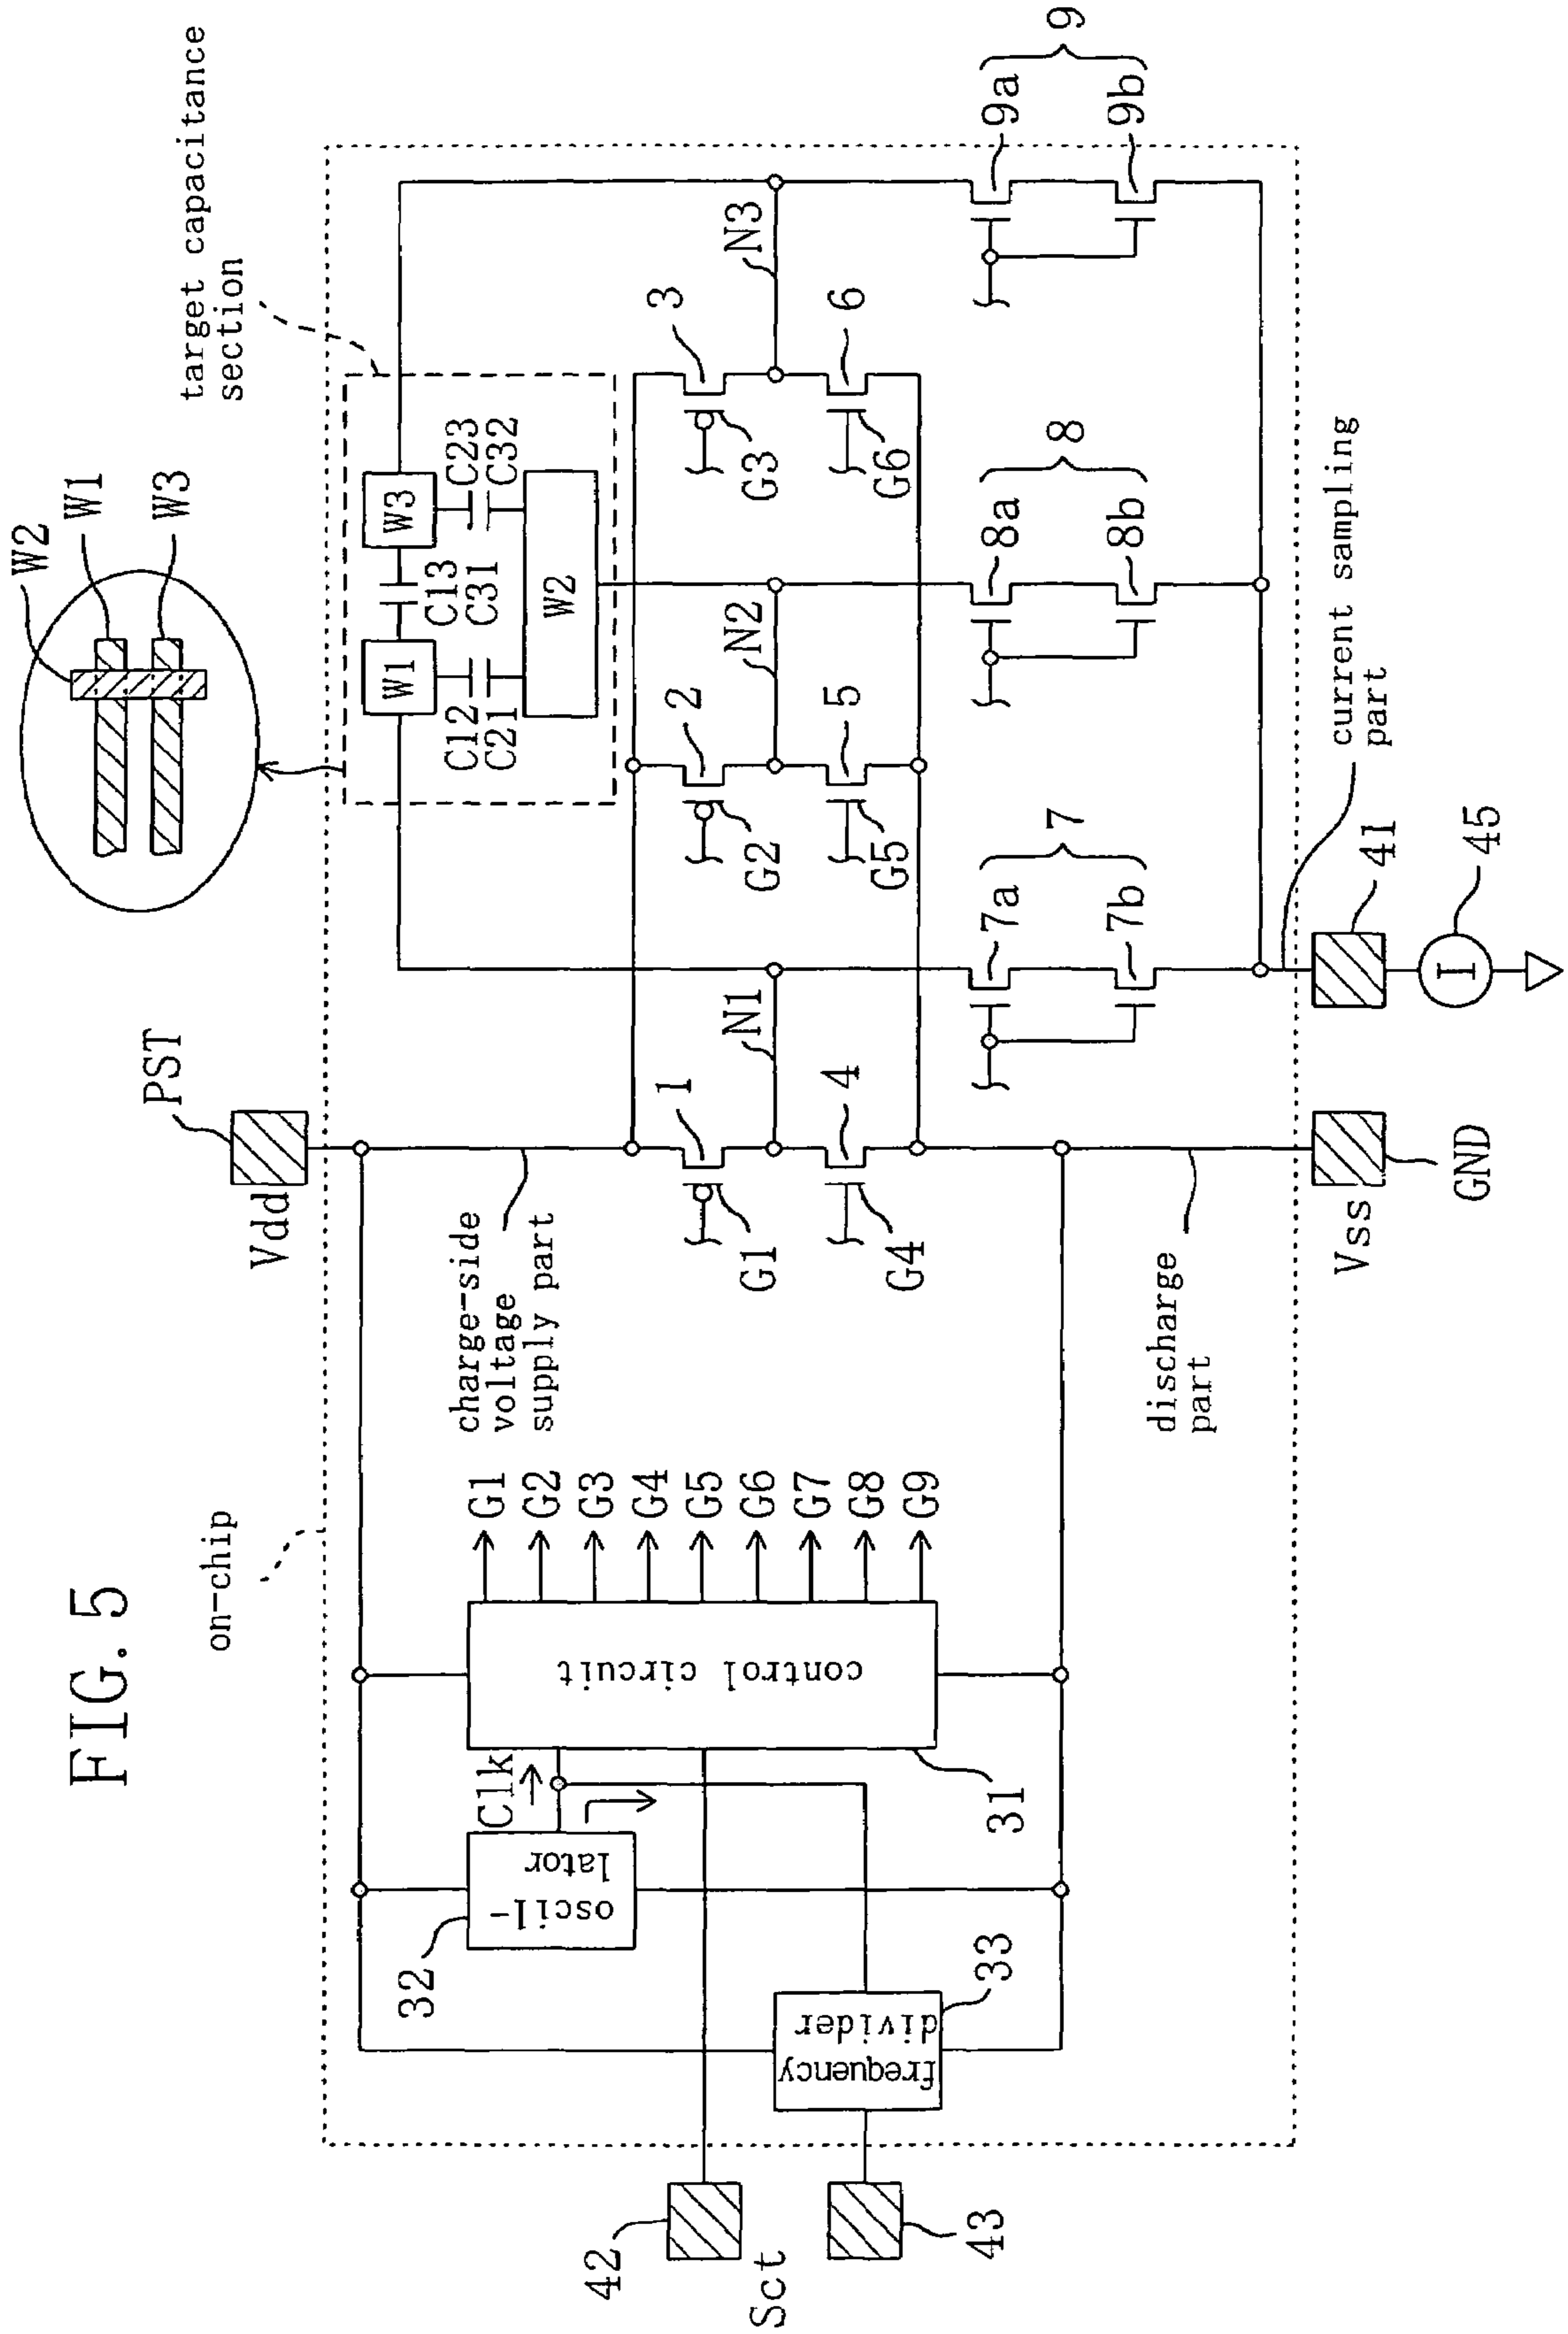 FIG. 5
on-chip
PST
Vdd
W2
W1
W3
target capacitance
section
W1
W3
C13
C31
C12
C21
C23
C32
W2
charge-side
voltage
supply part
1
G1
N1
4
G4
2
G2
N2
5
G5
3
G3
N3
6
G6
7a
7b
7
8a
8b
8
9a
9b
9
Clk
oscil-
lator
32
control circuit
31
G1
G2
G3
G4
G5
G6
G7
G8
G9
frequency
divider
33
42
Sct
43
discharge
part
Vss
GND
current sampling
part
41
I
45